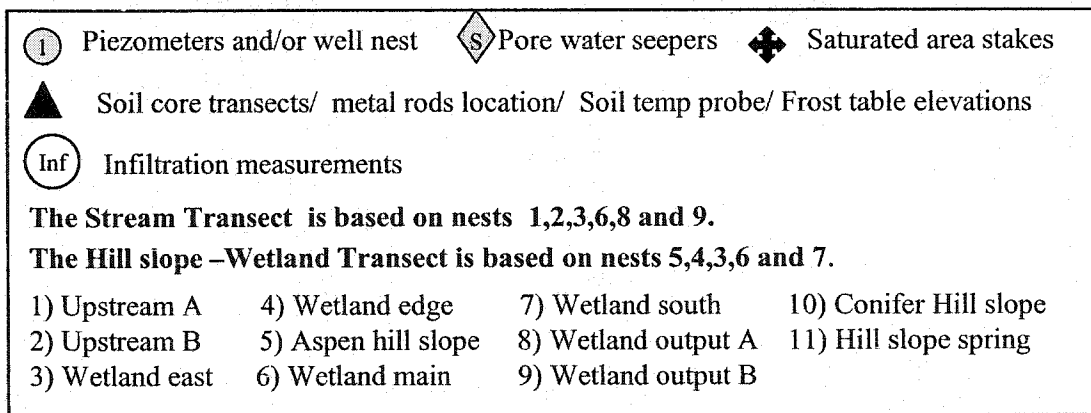 1 Piezometers and/or well nest S Pore water seepers Saturated area stakes
Soil core transects/ metal rods location/ Soil temp probe/ Frost table elevations
Inf Infiltration measurements
The Stream Transect is based on nests 1,2,3,6,8 and 9.
The Hill slope –Wetland Transect is based on nests 5,4,3,6 and 7.
1) Upstream A 4) Wetland edge 7) Wetland south 10) Conifer Hill slope
2) Upstream B 5) Aspen hill slope 8) Wetland output A 11) Hill slope spring
3) Wetland east 6) Wetland main 9) Wetland output B